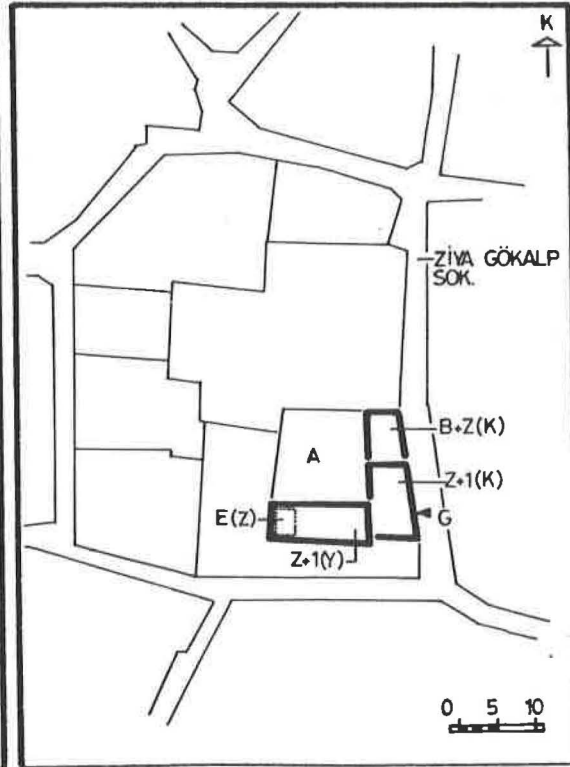 K
ZİYA GÖKALP
SOK.
B+Z(K)
A
Z+1(K)
E(Z)
G
Z+1(Y)
0 5 10